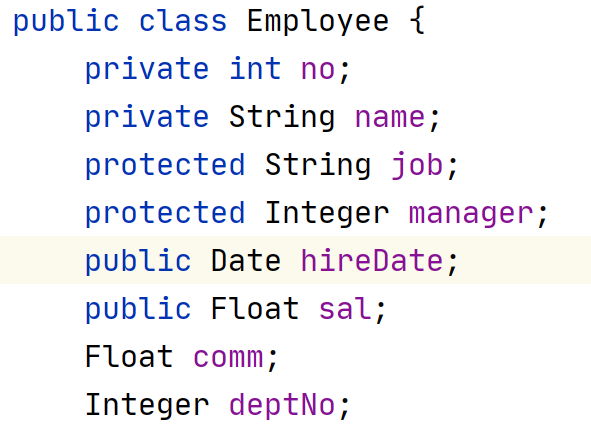 public class Employee {
    private int no;
    private String name;
    protected String job;
    protected Integer manager;
    public Date hireDate;
    public Float sal;
    Float comm;
    Integer deptNo;